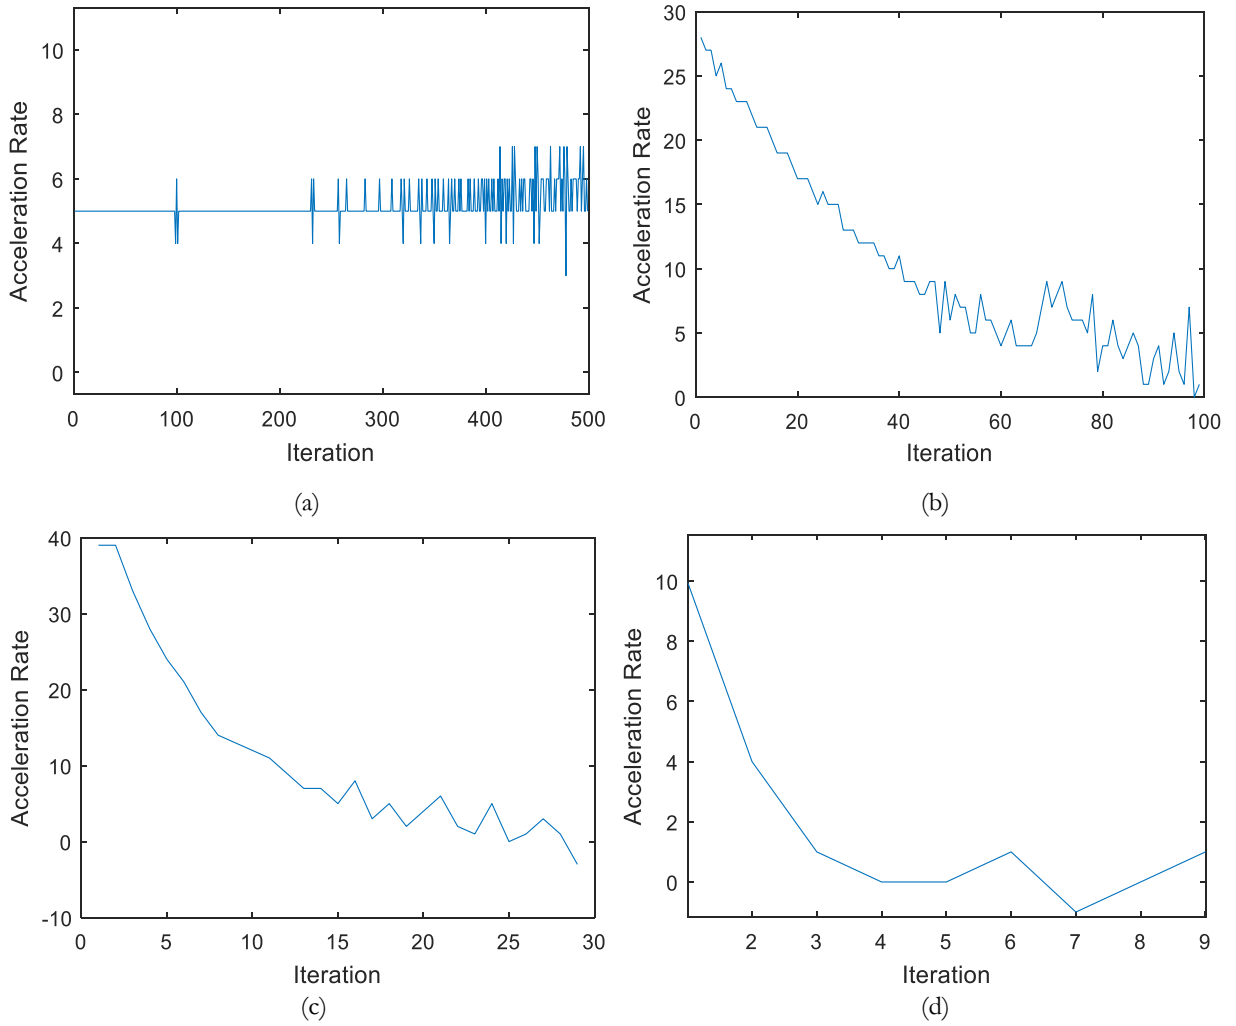 Acceleration Rate
10
8
6
4
2
0
0 100 200 300 400 500
Iteration
(a)
Acceleration Rate
30
25
20
15
10
5
0
0 20 40 60 80 100
Iteration
(b)
Acceleration Rate
40
30
20
10
0
-10
0 5 10 15 20 25 30
Iteration
(c)
Acceleration Rate
10
8
6
4
2
0
2 3 4 5 6 7 8 9
Iteration
(d)